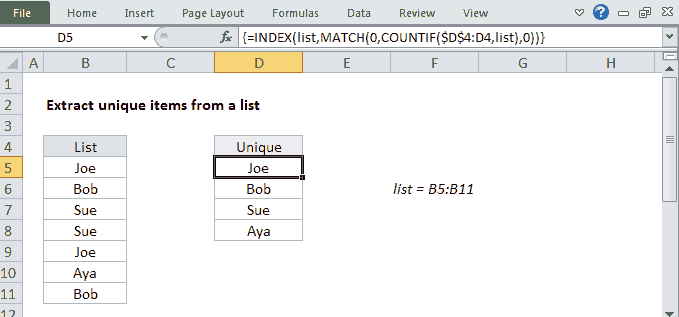 File Home Insert Page Layout Formulas Data Review View
D5 fx {=INDEX(list,MATCH(0,COUNTIF($D$4:D4,list),0))}
A B C D E F G H
1
2 Extract unique items from a list
3
4 List Unique
5 Joe Joe
6 Bob Bob list = B5:B11
7 Sue Sue
8 Sue Aya
9 Joe
10 Aya
11 Bob
12